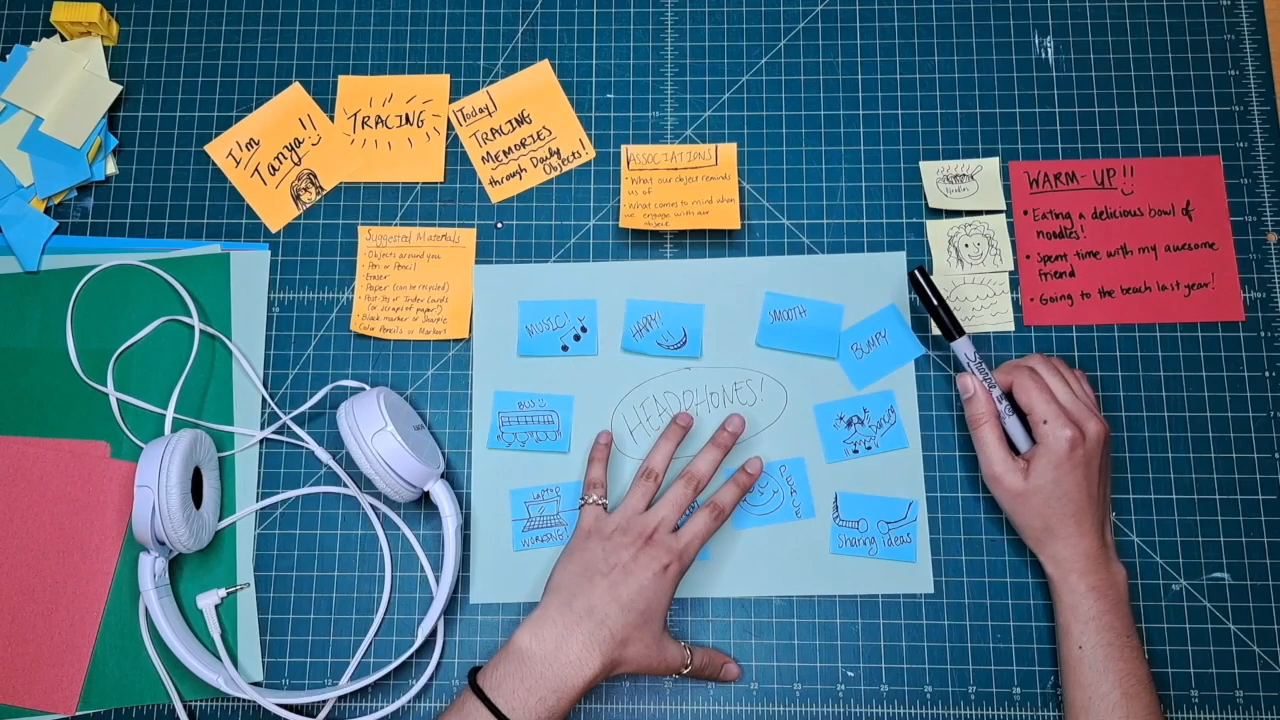 I'm
Tanya!!
TRACING
Today
TRACING
MEMORIES
through Daily
Objects!
ASSOCIATIONS
• What our object reminds
us of
• What comes to mind when
we engage with our
object
Suggested Materials
• Objects around you
• Pen or Pencil
• Eraser
• Paper (can be recycled)
• Post-Its or Index Cards
(or scraps of paper!)
• Black marker or Sharpie
• Color Pencils or Markers
Noodles
WARM-UP!!
• Eating a delicious bowl of
noodles!
• Spent time with my awesome
friend
• Going to the beach last year!
MUSIC!
HAPPY!
SMOOTH
BUMPY
HEADPHONES!
BUS
Dancing
LAPTOP
WORKING!
PEACE
Sharing ideas
Sharpie
SONY